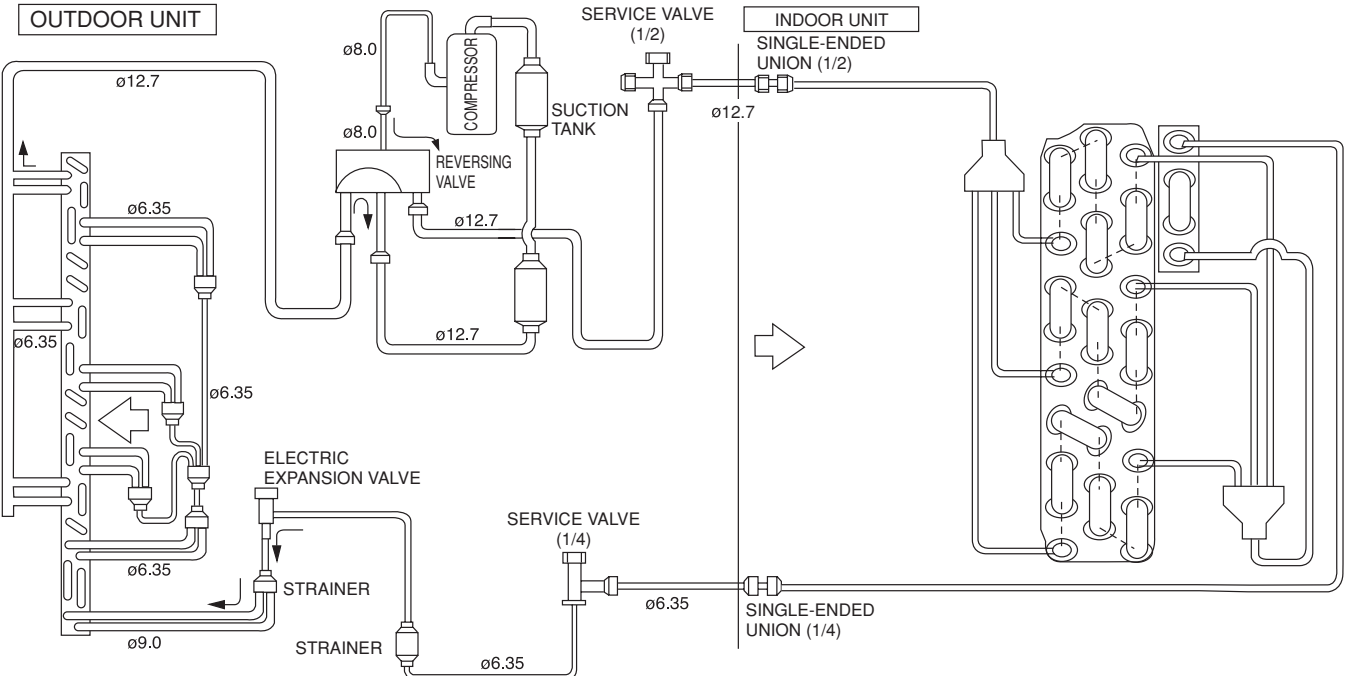 OUTDOOR UNIT
SERVICE VALVE
(1/2)
INDOOR UNIT
SINGLE-ENDED
UNION (1/2)
ø8.0
COMPRESSOR
ø12.7
SUCTION
TANK
ø12.7
ø8.0
REVERSING
VALVE
ø6.35
ø12.7
ø12.7
ø6.35
ø6.35
ELECTRIC
EXPANSION VALVE
SERVICE VALVE
(1/4)
ø6.35
STRAINER
ø6.35
SINGLE-ENDED
UNION (1/4)
ø9.0
STRAINER
ø6.35